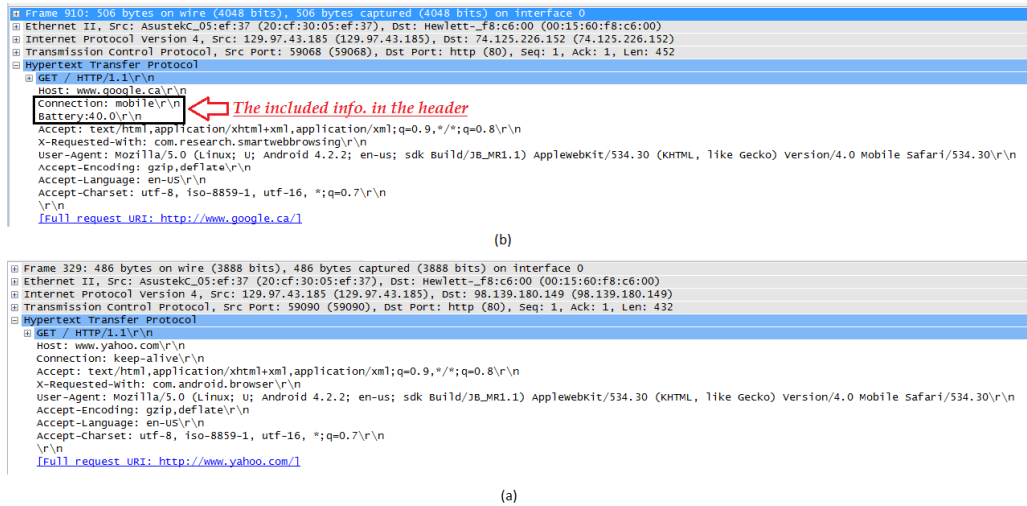 Frame 910: 506 bytes on wire (4048 bits), 506 bytes captured (4048 bits) on interface 0
Ethernet II, Src: AsustekC_05:ef:37 (20:cf:30:05:ef:37), Dst: Hewlett-_f8:c6:00 (00:15:60:f8:c6:00)
Internet Protocol Version 4, Src: 129.97.43.185 (129.97.43.185), Dst: 74.125.226.152 (74.125.226.152)
Transmission Control Protocol, Src Port: 59068 (59068), Dst Port: http (80), Seq: 1, Ack: 1, Len: 452
Hypertext Transfer Protocol
GET / HTTP/1.1\r\n
Host: www.google.ca\r\n
Connection: mobile\r\n
The included info. in the header
Battery:40.0\r\n
Accept: text/html,application/xhtml+xml,application/xml;q=0.9,*/*;q=0.8\r\n
X-Requested-With: com.research.smartwebbrowsing\r\n
User-Agent: Mozilla/5.0 (Linux; U; Android 4.2.2; en-us; sdk Build/JB_MR1.1) AppleWebKit/534.30 (KHTML, like Gecko) Version/4.0 Mobile Safari/534.30\r\n
Accept-Encoding: gzip,deflate\r\n
Accept-Language: en-US\r\n
Accept-Charset: utf-8, iso-8859-1, utf-16, *;q=0.7\r\n
\r\n
[Full request URI: http://www.google.ca/]
(b)
Frame 329: 486 bytes on wire (3888 bits), 486 bytes captured (3888 bits) on interface 0
Ethernet II, Src: AsustekC_05:ef:37 (20:cf:30:05:ef:37), Dst: Hewlett-_f8:c6:00 (00:15:60:f8:c6:00)
Internet Protocol Version 4, Src: 129.97.43.185 (129.97.43.185), Dst: 98.139.180.149 (98.139.180.149)
Transmission Control Protocol, Src Port: 59090 (59090), Dst Port: http (80), Seq: 1, Ack: 1, Len: 432
Hypertext Transfer Protocol
GET / HTTP/1.1\r\n
Host: www.yahoo.com\r\n
Connection: keep-alive\r\n
Accept: text/html,application/xhtml+xml,application/xml;q=0.9,*/*;q=0.8\r\n
X-Requested-With: com.android.browser\r\n
User-Agent: Mozilla/5.0 (Linux; U; Android 4.2.2; en-us; sdk Build/JB_MR1.1) AppleWebKit/534.30 (KHTML, like Gecko) Version/4.0 Mobile Safari/534.30\r\n
Accept-Encoding: gzip,deflate\r\n
Accept-Language: en-US\r\n
Accept-Charset: utf-8, iso-8859-1, utf-16, *;q=0.7\r\n
\r\n
[Full request URI: http://www.yahoo.com/]
(a)